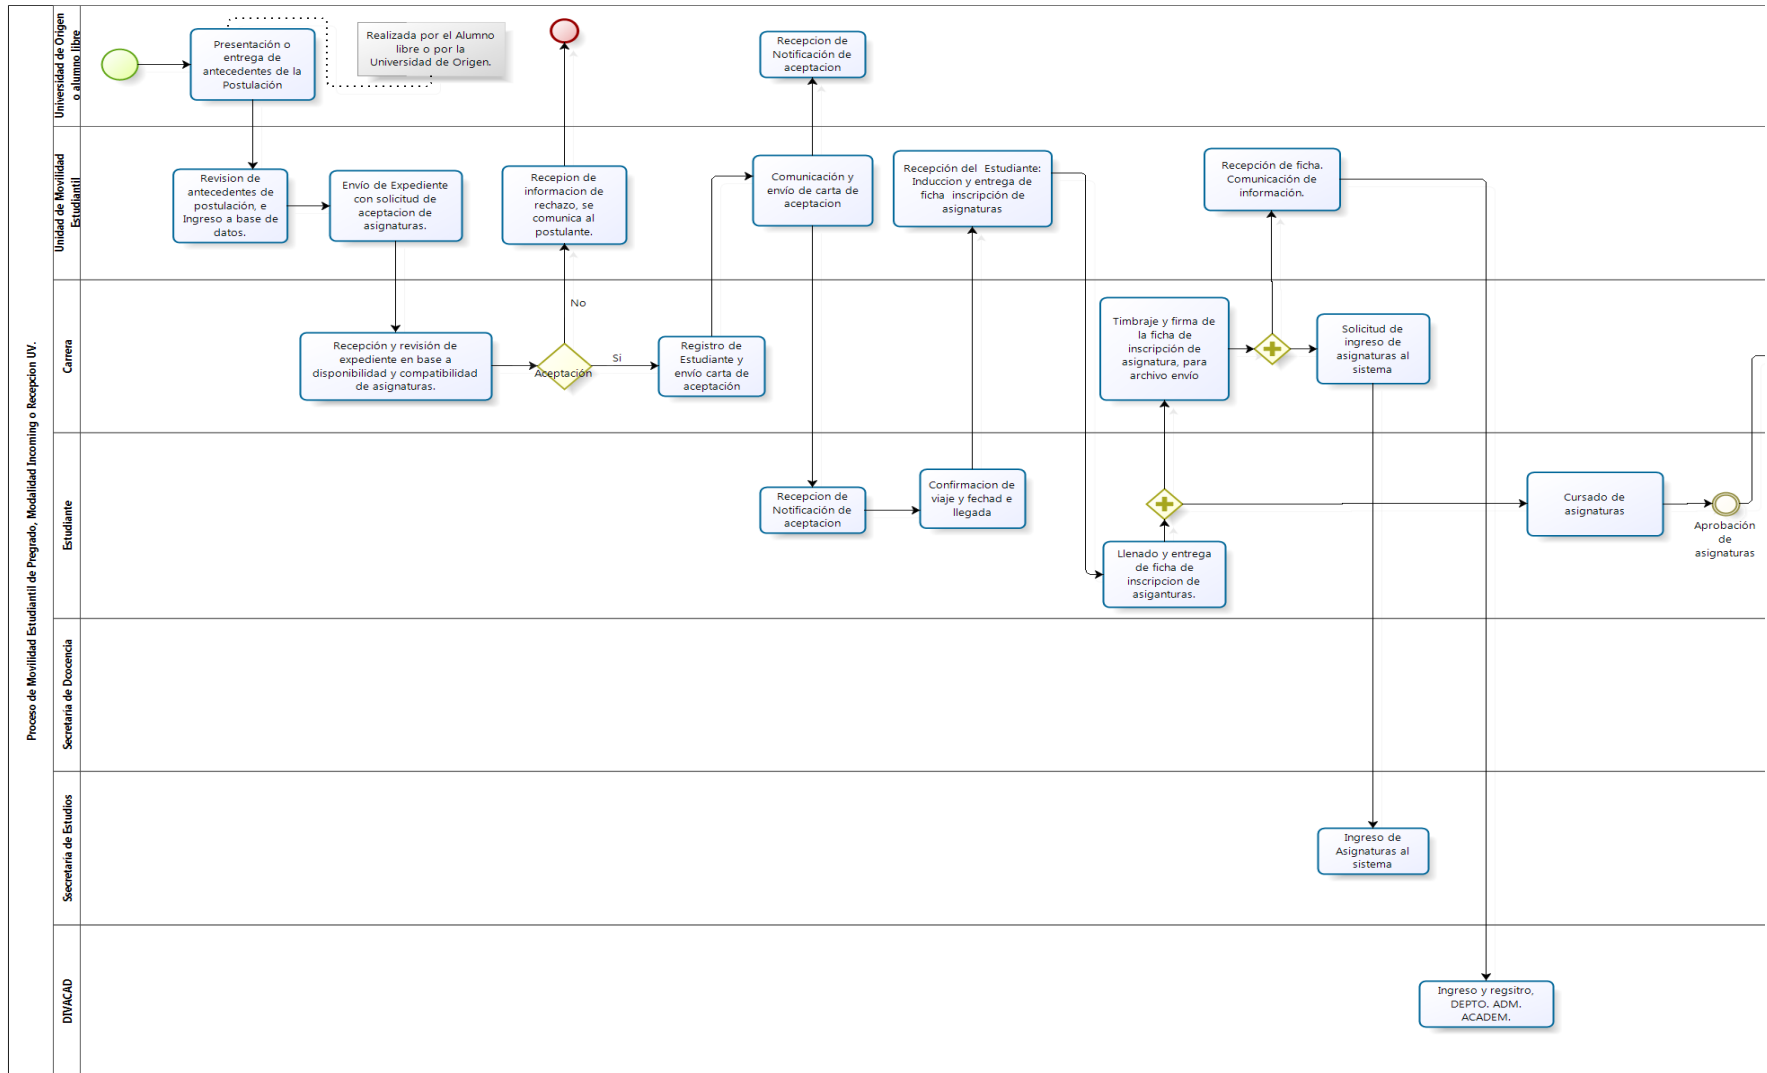 Proceso de Movilidad Estudiantil de Pregrado, Modalidad Incoming o Recepcion UV.
Universidad de Origen
o alumno libre
Presentación o
entrega de
antecedentes de la
Postulación
Realizada por el Alumno
libre o por la
Universidad de Origen.
Recepcion de
Notificación de
aceptacion
Unidad de Movilidad
Estudiantil
Revision de
antecedentes de
postulación, e
Ingreso a base de
datos.
Envío de Expediente
con solicitud de
aceptacion de
asignaturas.
Recepion de
informacion de
rechazo, se
comunica al
postulante.
Comunicación y
envío de carta de
aceptacion
Recepción del Estudiante:
Induccion y entrega de
ficha inscripción de
asignaturas
Recepción de ficha.
Comunicación de
información.
Carrera
Recepción y revisión de
expediente en base a
disponibilidad y compatibilidad
de asignaturas.
Aceptación
No
Si
Registro de
Estudiante y
envío carta de
aceptación
Timbraje y firma de
la ficha de
inscripción de
asignatura, para
archivo envío
Solicitud de
ingreso de
asignaturas al
sistema
Estudiante
Recepcion de
Notificación de
aceptacion
Confirmacion de
viaje y fechad e
llegada
Llenado y entrega
de ficha de
inscripcion de
asiganturas.
Cursado de
asignaturas
Aprobación
de
asignaturas
Secretaria de Dcocencia
Ssecretaria de Estudios
Ingreso de
Asignaturas al
sistema
DIVACAD
Ingreso y regsitro,
DEPTO. ADM.
ACADEM.